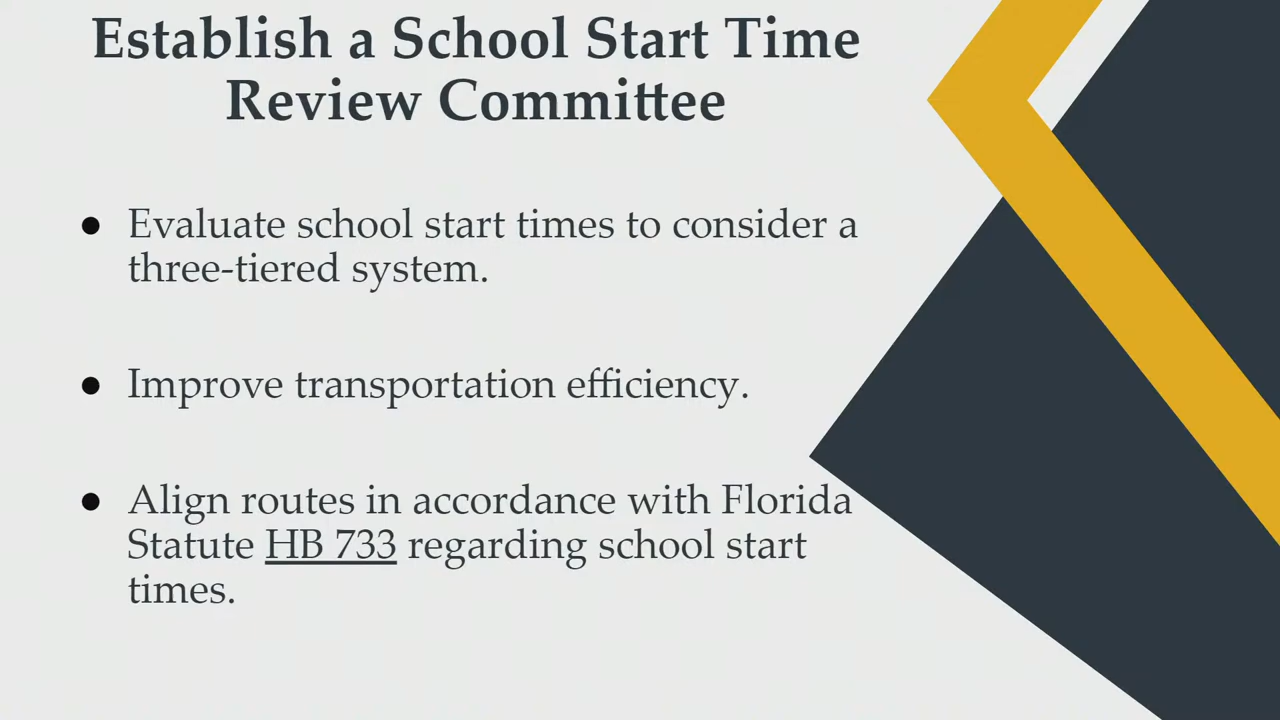 Establish a School Start Time
Review Committee
● Evaluate school start times to consider a
three-tiered system.
● Improve transportation efficiency.
● Align routes in accordance with Florida
Statute HB 733 regarding school start
times.